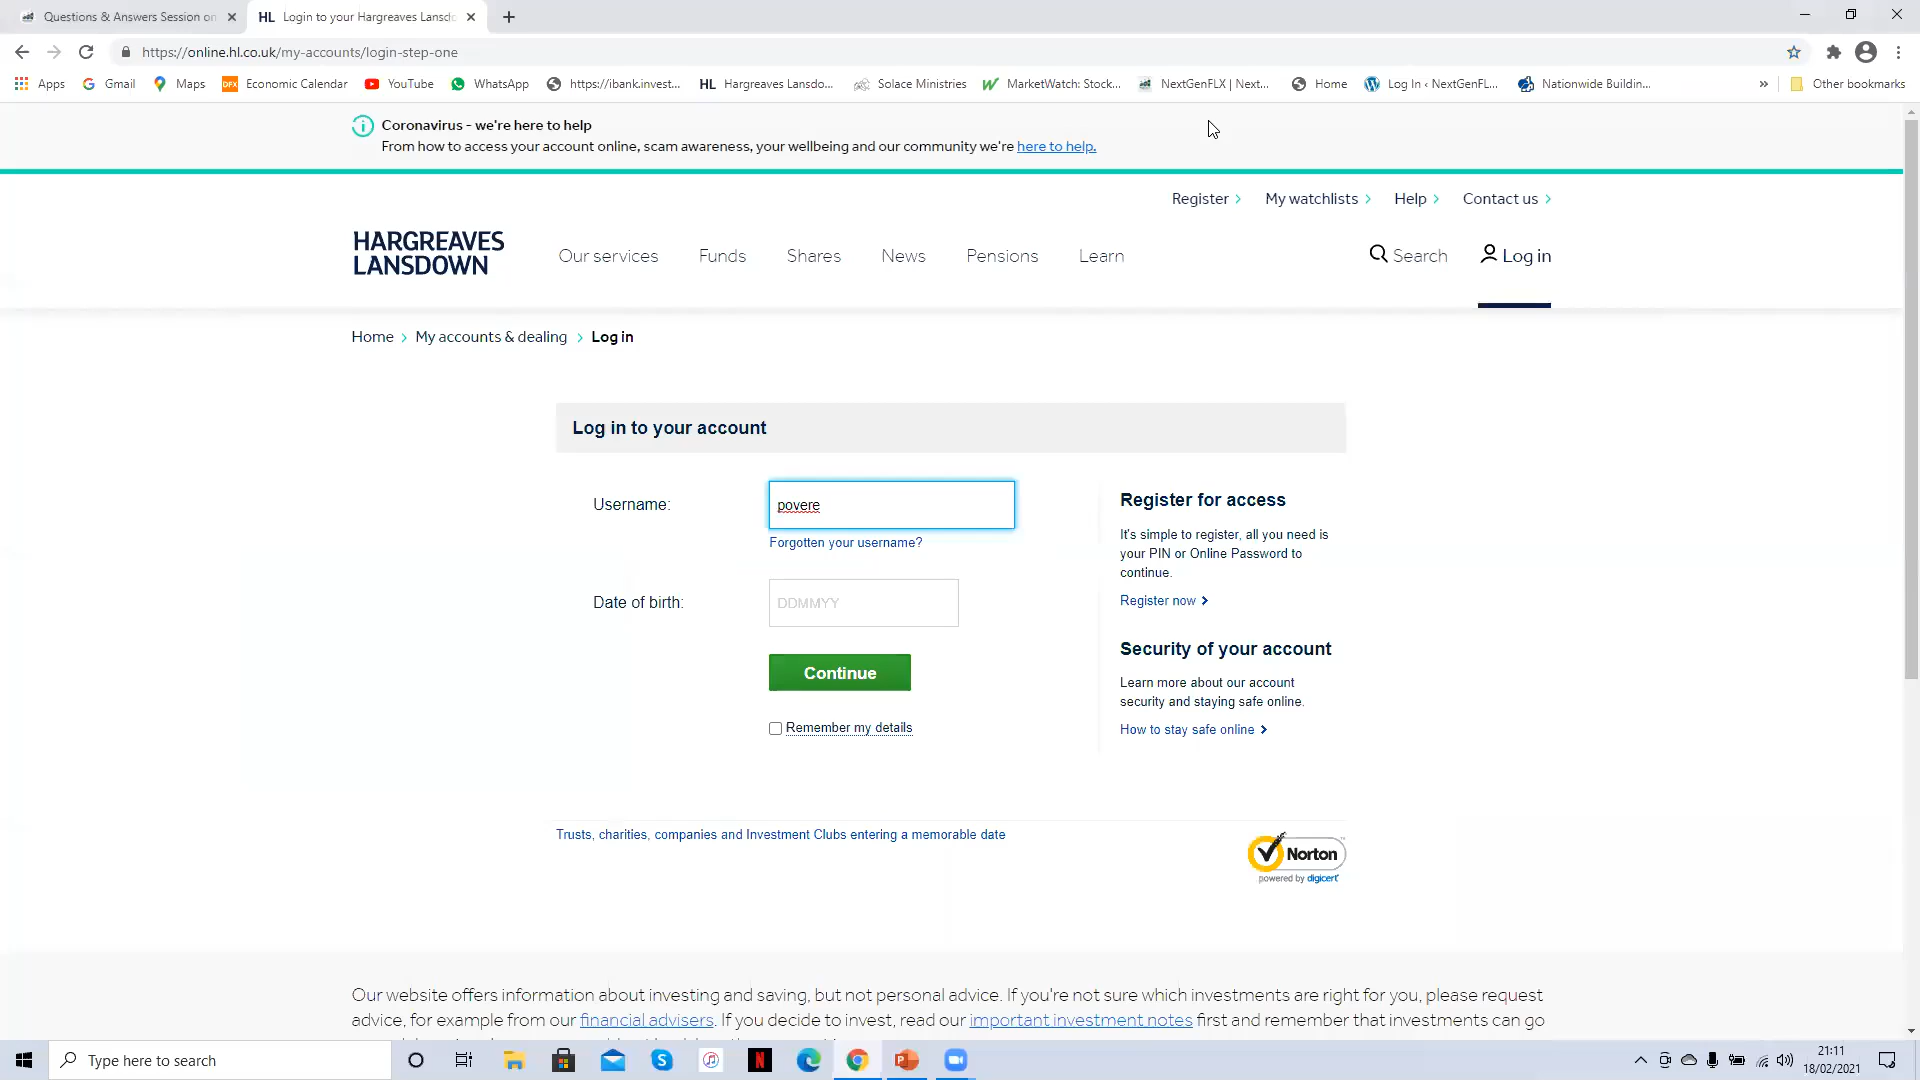 Questions & Answers Session on
HL Login to your Hargreaves Lansdo
https://online.hl.co.uk/my-accounts/login-step-one
Apps Gmail Maps DFX Economic Calendar YouTube WhatsApp https://ibank.invest... HL Hargreaves Lansdo... Solace Ministries MarketWatch: Stock... NextGenFLX | Next... Home Log In ‹ NextGenFL... Nationwide Buildin... » Other bookmarks
Coronavirus - we're here to help
From how to access your account online, scam awareness, your wellbeing and our community we're here to help.
Register My watchlists Help Contact us
HARGREAVES
LANSDOWN
Our services Funds Shares News Pensions Learn Search Log in
Home My accounts & dealing Log in
Log in to your account
Username: povere
Forgotten your username?
Date of birth: DDMMYY
Continue
Remember my details
Register for access
It's simple to register, all you need is
your PIN or Online Password to
continue.
Register now
Security of your account
Learn more about our account
security and staying safe online.
How to stay safe online
Trusts, charities, companies and Investment Clubs entering a memorable date
Norton
powered by digicert
Our website offers information about investing and saving, but not personal advice. If you're not sure which investments are right for you, please request
advice, for example from our financial advisers. If you decide to invest, read our important investment notes first and remember that investments can go
Type here to search
21:11
18/02/2021